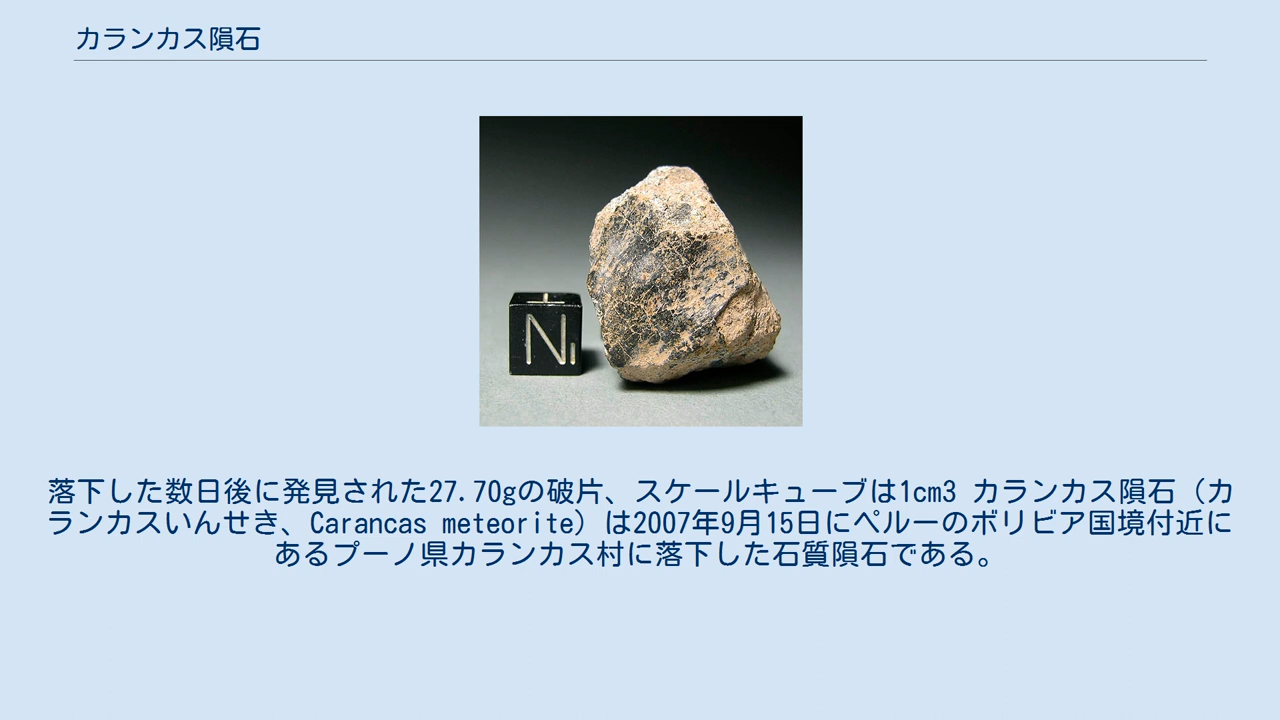 カランカス隕石
N
落下した数日後に発見された27.70gの破片、スケールキューブは1cm3 カランカス隕石（カ
ランカスいんせき、Carancas meteorite）は2007年9月15日にペルーのボリビア国境付近に
あるプーノ県カランカス村に落下した石質隕石である。